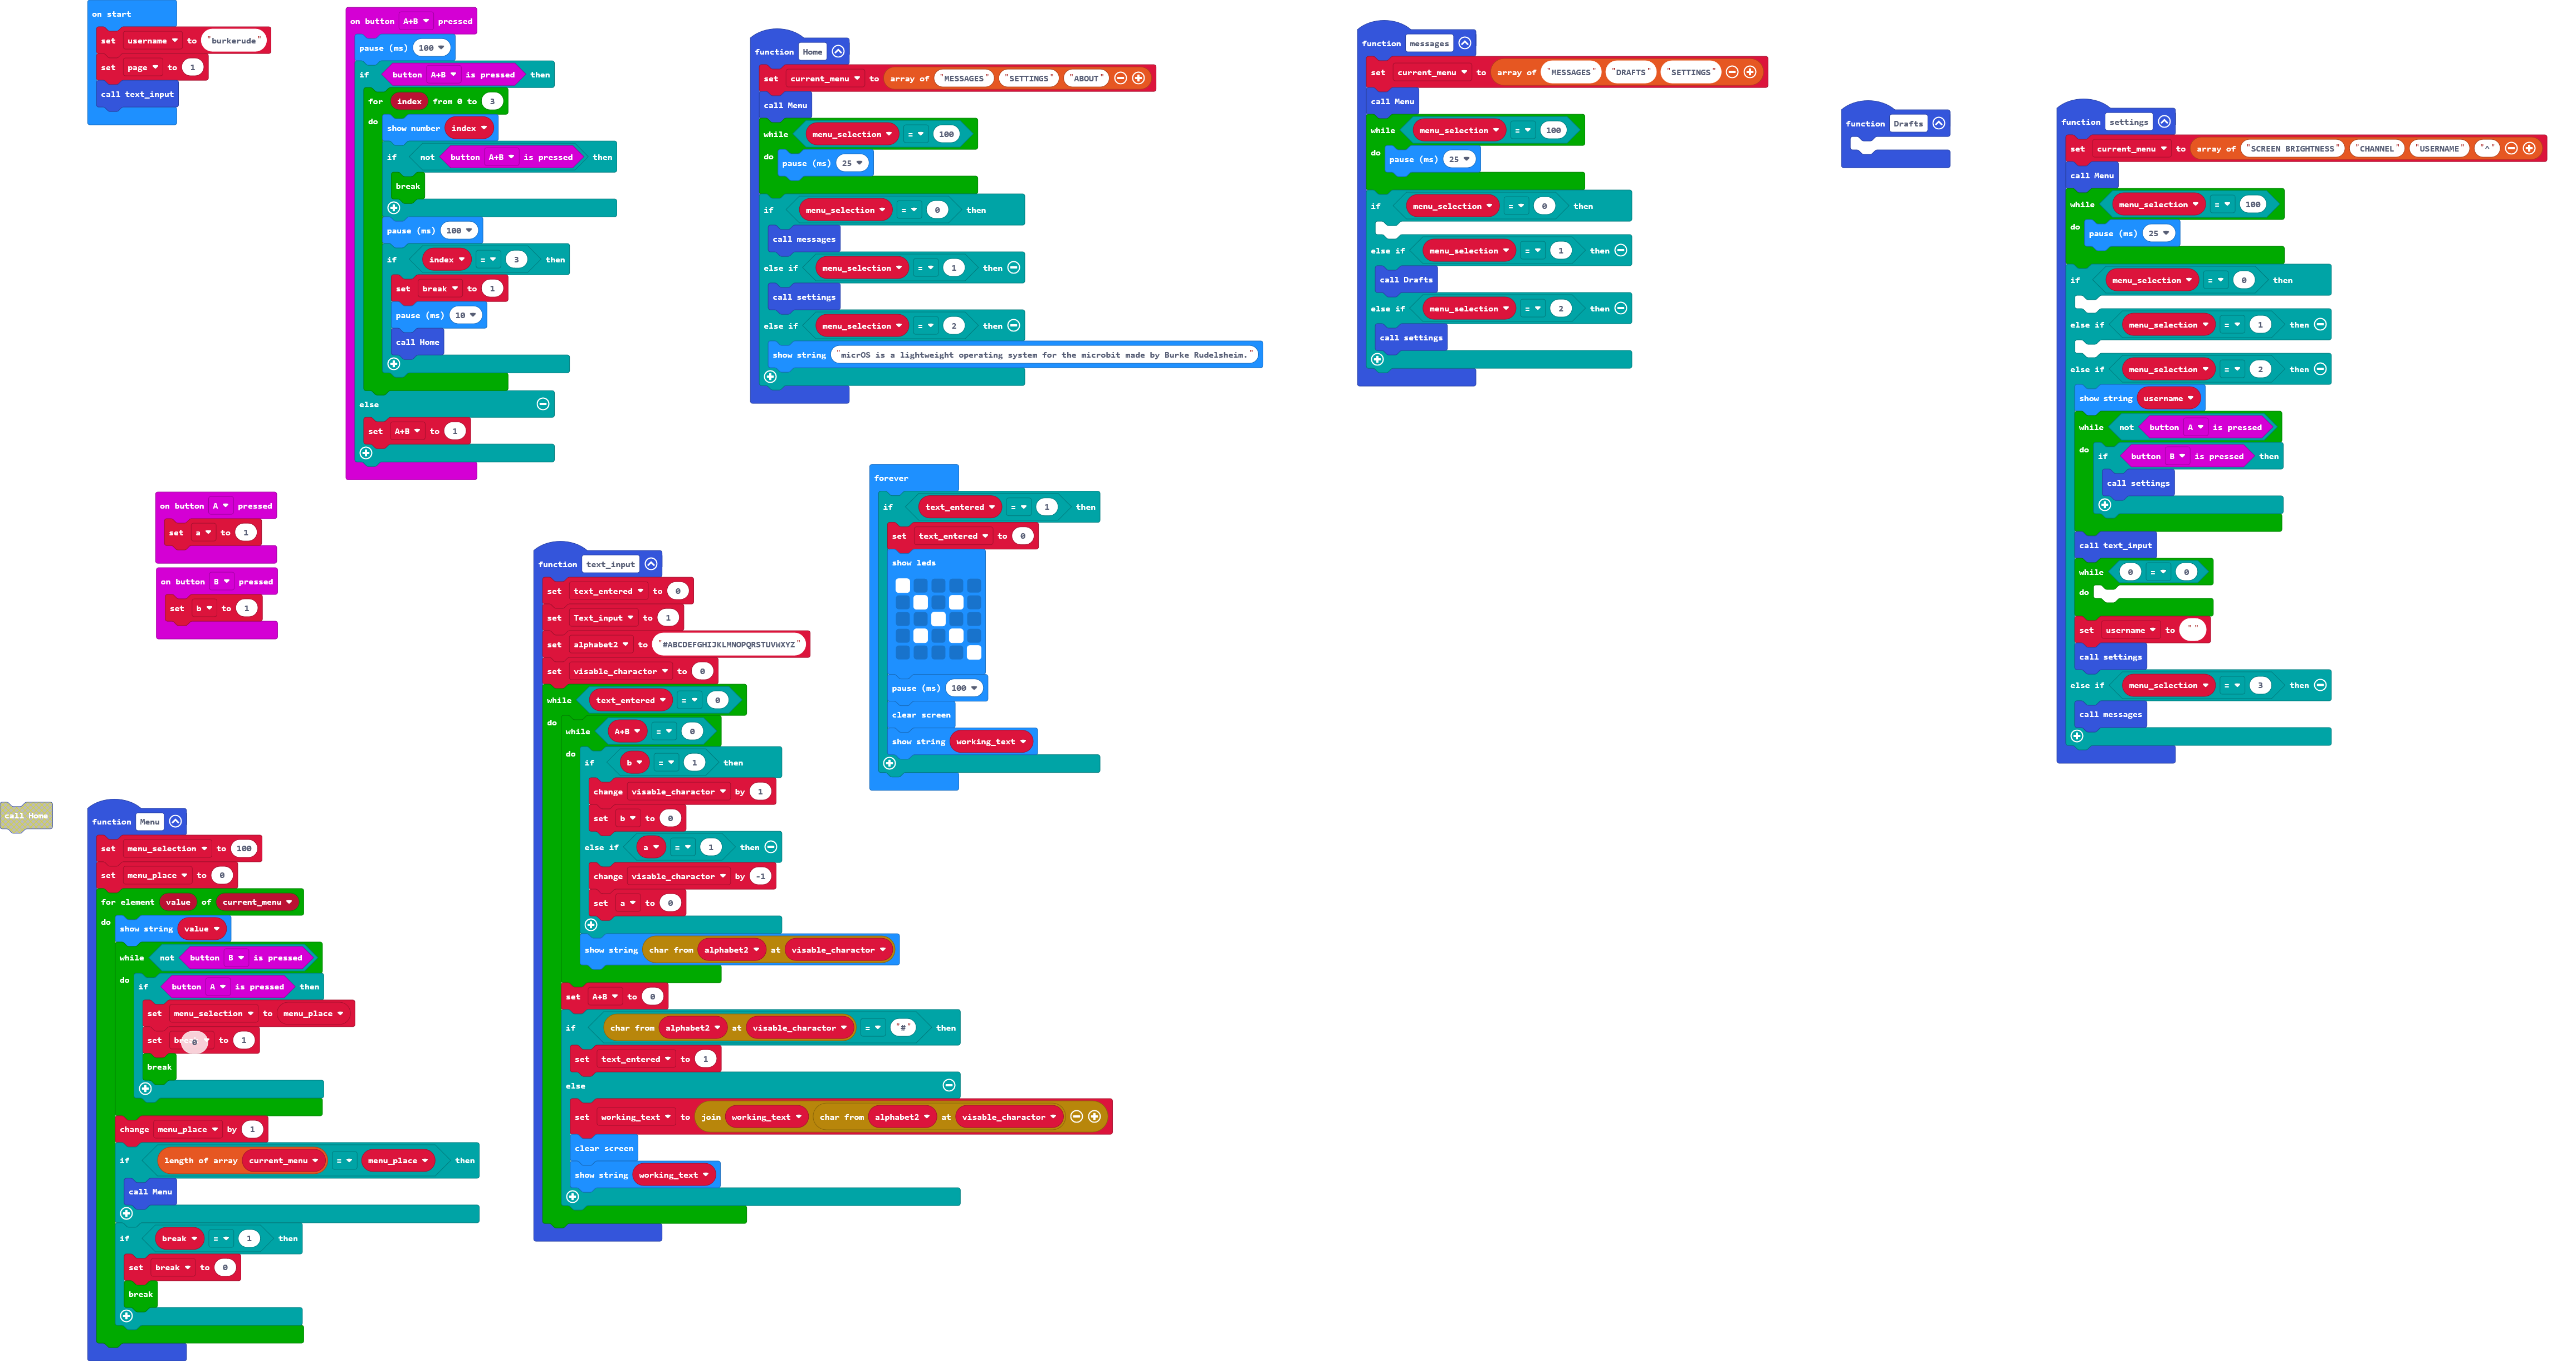 on start
set username to "burkerude"
set page to 1
call text_input
on button A+B pressed
pause (ms) 100
if button A+B is pressed then
for index from 0 to 3
do show number index
if not button A+B is pressed then
break
pause (ms) 100
if index = 3 then
set break to 1
pause (ms) 10
call Home
else
set A+B to 1
function Home
set current_menu to array of "MESSAGES" "SETTINGS" "ABOUT"
call Menu
while menu_selection = 100
do pause (ms) 25
if menu_selection = 0 then
call messages
else if menu_selection = 1 then
call settings
else if menu_selection = 2 then
show string "micrOS is a lightweight operating system for the microbit made by Burke Rudelsheim."
function messages
set current_menu to array of "MESSAGES" "DRAFTS" "SETTINGS"
call Menu
while menu_selection = 100
do pause (ms) 25
if menu_selection = 0 then
else if menu_selection = 1 then
call Drafts
else if menu_selection = 2 then
call settings
function Drafts
function settings
set current_menu to array of "SCREEN BRIGHTNESS" "CHANNEL" "USERNAME" "^"
call Menu
while menu_selection = 100
do pause (ms) 25
if menu_selection = 0 then
else if menu_selection = 1 then
else if menu_selection = 2 then
show string username
while not button A is pressed
do if button B is pressed then
call settings
call text_input
while 0 = 0
do
set username to ""
call settings
else if menu_selection = 3 then
call messages
on button A pressed
set a to 1
on button B pressed
set b to 1
forever
if text_entered = 1 then
set text_entered to 0
show leds
pause (ms) 100
clear screen
show string working_text
function text_input
set text_entered to 0
set Text_input to 1
set alphabet2 to "#ABCDEFGHIJKLMNOPQRSTUVWXYZ"
set visable_charactor to 0
while text_entered = 0
do while A+B = 0
do if b = 1 then
change visable_charactor by 1
set b to 0
else if a = 1 then
change visable_charactor by -1
set a to 0
show string char from alphabet2 at visable_charactor
set A+B to 0
if char from alphabet2 at visable_charactor = "#" then
set text_entered to 1
else
set working_text to join working_text char from alphabet2 at visable_charactor
clear screen
show string working_text
call Home
function Menu
set menu_selection to 100
set menu_place to 0
for element value of current_menu
do show string value
while not button B is pressed
do if button A is pressed then
set menu_selection to menu_place
set 0 to 1
break
change menu_place by 1
if length of array current_menu = menu_place then
call Menu
if break = 1 then
set break to 0
break